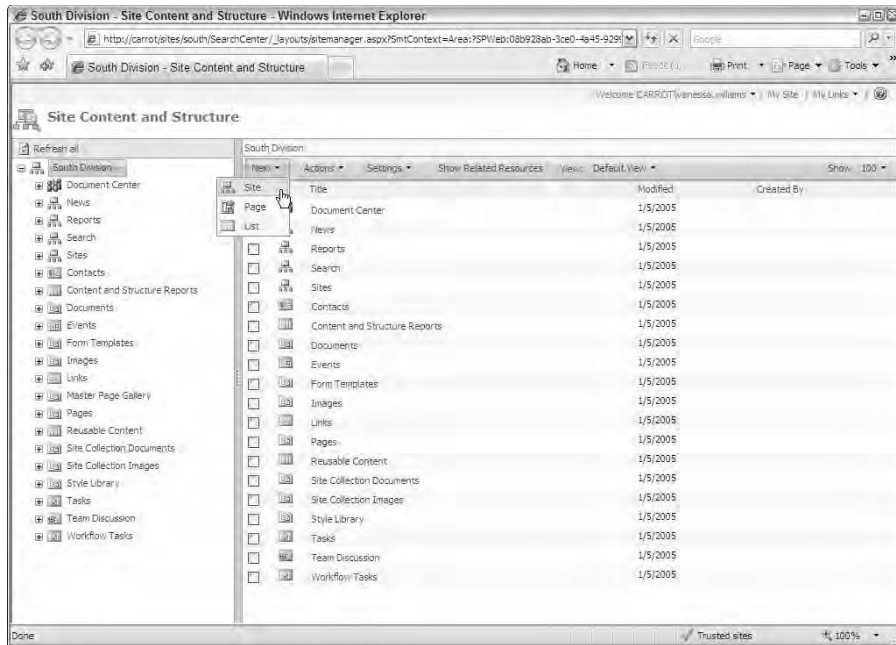 South Division - Site Content and Structure - Windows Internet Explorer
http://carrot/sites/south/SearchCenter/_layouts/sitemanager.aspx?SmtContext=Area:?SPWeb:08b928ab-3ce0-4a45-929
Google
South Division - Site Content and Structure
Home Feeds Print Page Tools »
Welcome CARROT\vanessa.williams | My Site | My Links |
Site Content and Structure
Refresh all
South Division
South Division
New Actions Settings Show Related Resources View: Default View Show: 100
Site
Page
List
Title Modified Created By
Document Center
News
Reports
Search
Sites
Contacts
Content and Structure Reports
Documents
Events
Form Templates
Images
Links
Master Page Gallery
Pages
Reusable Content
Site Collection Documents
Site Collection Images
Style Library
Tasks
Team Discussion
Workflow Tasks
Document Center 1/5/2005
News 1/5/2005
Reports 1/5/2005
Search 1/5/2005
Sites 1/5/2005
Contacts 1/5/2005
Content and Structure Reports 1/5/2005
Documents 1/5/2005
Events 1/5/2005
Form Templates 1/5/2005
Images 1/5/2005
Links 1/5/2005
Pages 1/5/2005
Reusable Content 1/5/2005
Site Collection Documents 1/5/2005
Site Collection Images 1/5/2005
Style Library 1/5/2005
Tasks 1/5/2005
Team Discussion 1/5/2005
Workflow Tasks 1/5/2005
Done Trusted sites 100%